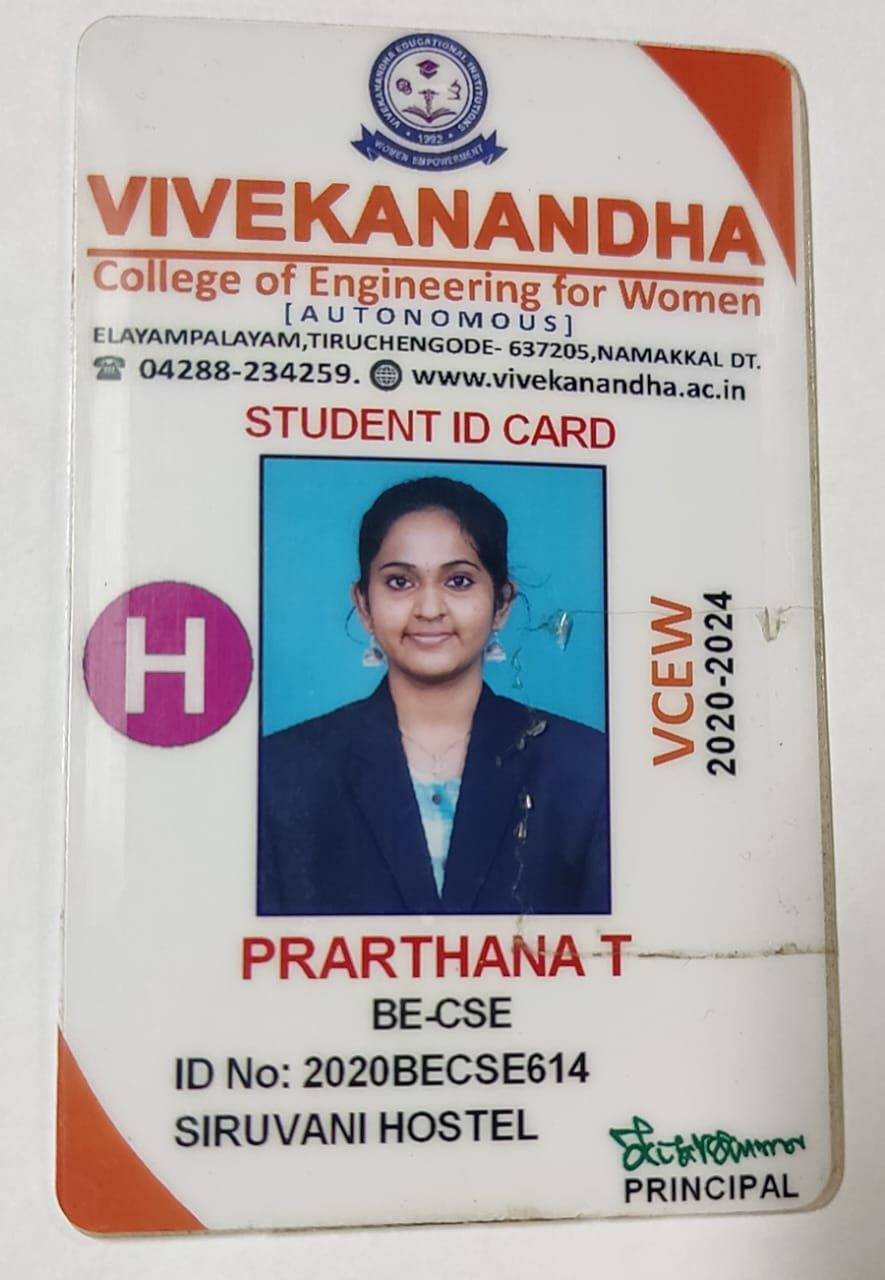 VIVEKANANDHA EDUCATIONAL INSTITUTIONS
• 1992 •
WOMEN EMPOWERMENT
VIVEKANANDHA
College of Engineering for Women
[AUTONOMOUS]
ELAYAMPALAYAM,TIRUCHENGODE- 637205,NAMAKKAL DT.
04288-234259. www.vivekanandha.ac.in
STUDENT ID CARD
H
VCEW
2020-2024
PRARTHANA T
BE-CSE
ID No: 2020BECSE614
SIRUVANI HOSTEL
PRINCIPAL